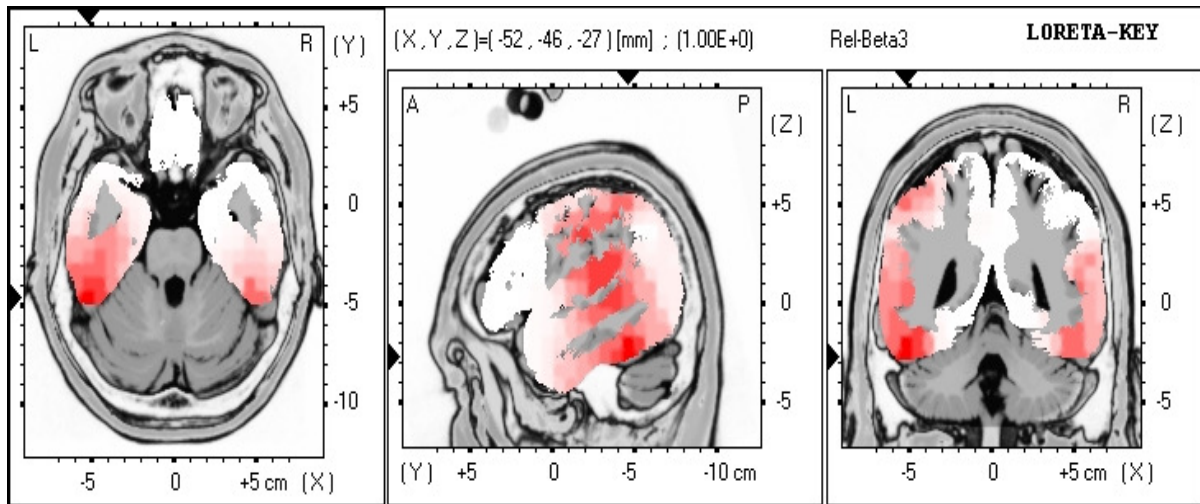 (X,Y,Z)=(-52,-46,-27)[mm] ; (1.00E+0) Rel-Beta3 LORETA-KEY
L R (Y)
+5
0
-5
-10
-5 0 +5 cm (X)
A P (Z)
+5
0
-5
(Y) +5 0 -5 -10 cm
L R (Z)
+5
0
-5
-5 0 +5 cm (X)